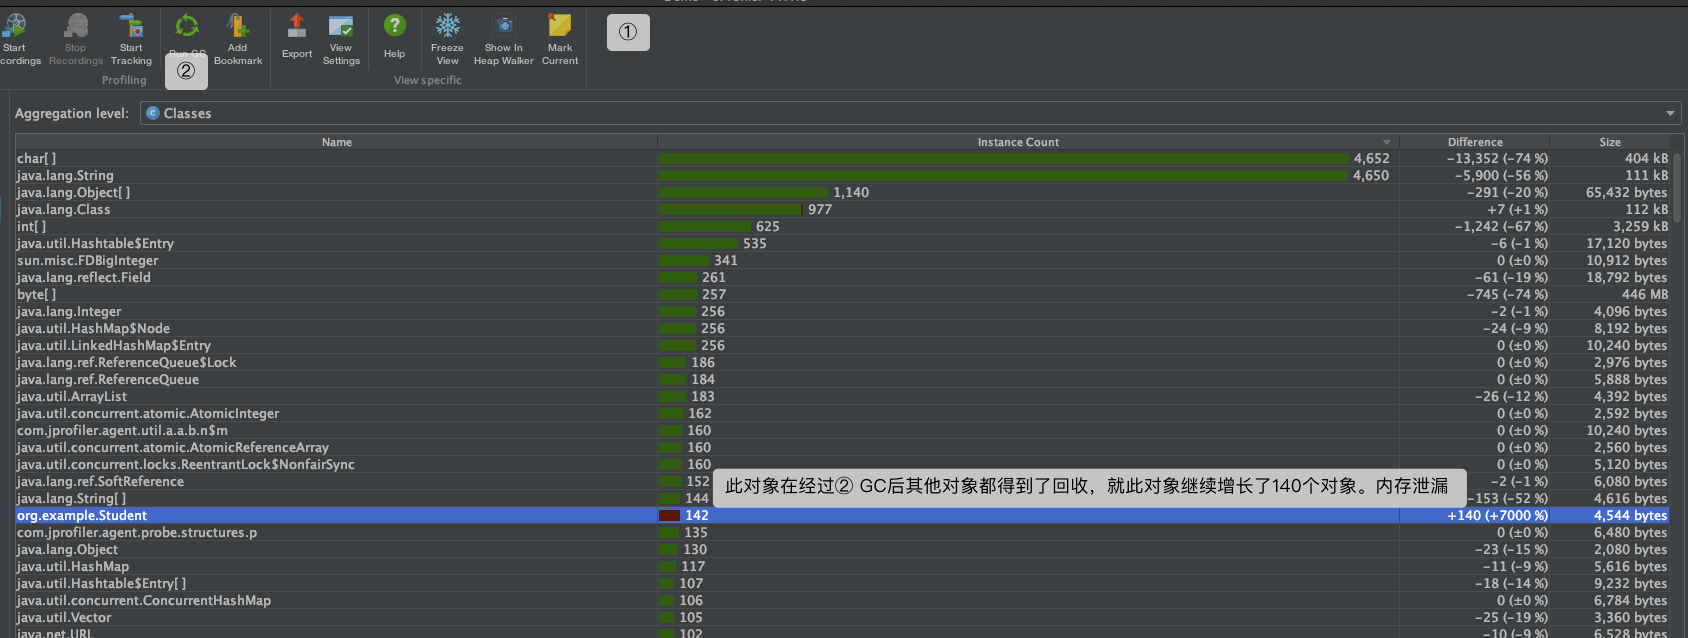 Start
Recordings
Stop
Recordings
Start
Tracking
Run GC
Add
Bookmark
Export
View
Settings
Help
Freeze
View
Show In
Heap Walker
Mark
Current
①
②
Profiling
View specific
Aggregation level: C Classes
Name Instance Count Difference Size
char[ ] 4,652 −13,352 (−74 %) 404 kB
java.lang.String 4,650 −5,900 (−56 %) 111 kB
java.lang.Object[ ] 1,140 −291 (−20 %) 65,432 bytes
java.lang.Class 977 +7 (+1 %) 112 kB
int[ ] 625 −1,242 (−67 %) 3,259 kB
java.util.Hashtable$Entry 535 −6 (−1 %) 17,120 bytes
sun.misc.FDBigInteger 341 0 (±0 %) 10,912 bytes
java.lang.reflect.Field 261 −61 (−19 %) 18,792 bytes
byte[ ] 257 −745 (−74 %) 446 MB
java.lang.Integer 256 −2 (−1 %) 4,096 bytes
java.util.HashMap$Node 256 −24 (−9 %) 8,192 bytes
java.util.LinkedHashMap$Entry 256 0 (±0 %) 10,240 bytes
java.lang.ref.ReferenceQueue$Lock 186 0 (±0 %) 2,976 bytes
java.lang.ref.ReferenceQueue 184 0 (±0 %) 5,888 bytes
java.util.ArrayList 183 −26 (−12 %) 4,392 bytes
java.util.concurrent.atomic.AtomicInteger 162 0 (±0 %) 2,592 bytes
com.jprofiler.agent.util.a.a.b.n$m 160 0 (±0 %) 10,240 bytes
java.util.concurrent.atomic.AtomicReferenceArray 160 0 (±0 %) 2,560 bytes
java.util.concurrent.locks.ReentrantLock$NonfairSync 160 0 (±0 %) 5,120 bytes
java.lang.ref.SoftReference 152 −2 (−1 %) 6,080 bytes
此对象在经过② GC后其他对象都得到了回收，就此对象继续增长了140个对象。内存泄漏
java.lang.String[ ] 144 −153 (−52 %) 4,616 bytes
org.example.Student 142 +140 (+7000 %) 4,544 bytes
com.jprofiler.agent.probe.structures.p 135 0 (±0 %) 6,480 bytes
java.lang.Object 130 −23 (−15 %) 2,080 bytes
java.util.HashMap 117 −11 (−9 %) 5,616 bytes
java.util.Hashtable$Entry[ ] 107 −18 (−14 %) 9,232 bytes
java.util.concurrent.ConcurrentHashMap 106 0 (±0 %) 6,784 bytes
java.util.Vector 105 −25 (−19 %) 3,360 bytes
java.net.URL 102 −10 (−9 %) 6,528 bytes